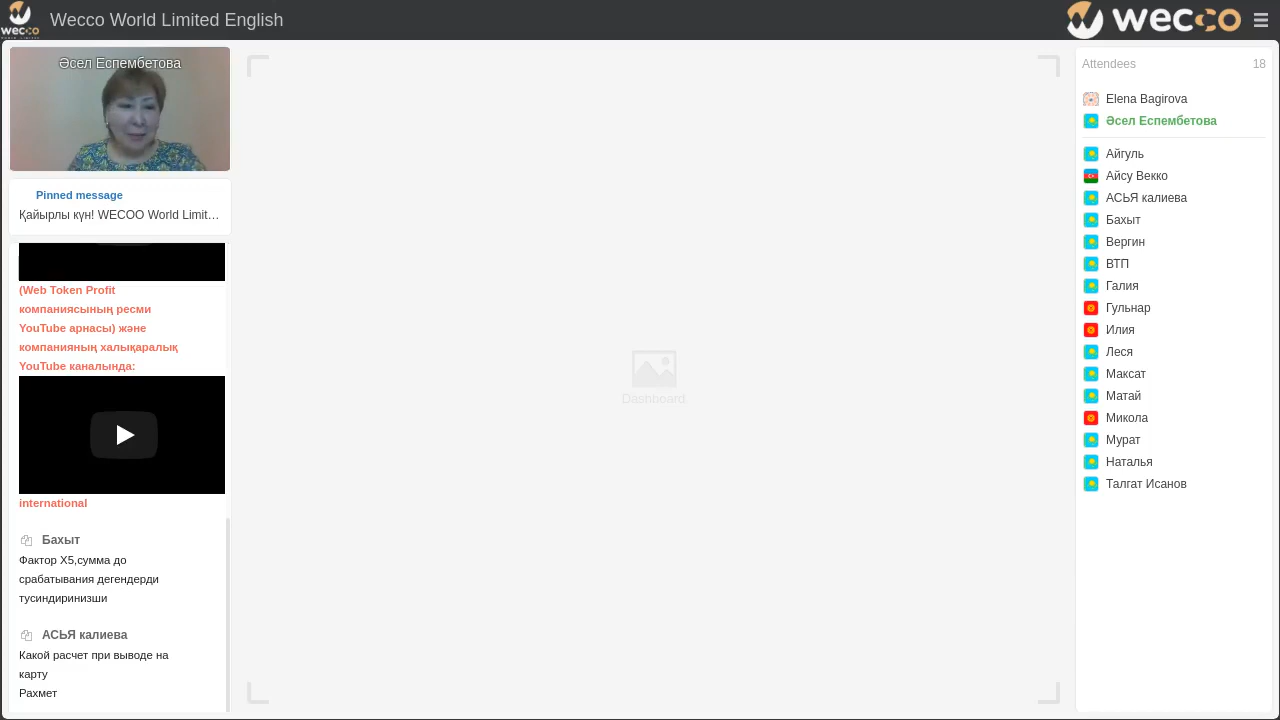 wecco
Wecco World Limited English
wecco
Әсел Еспембетова
Pinned message
Қайырлы күн! WECOO World Limit…
(Web Token Profit
компаниясының ресми
YouTube арнасы) және
компанияның халықаралық
YouTube каналында:
international
Бахыт
Фактор Х5,сумма до
срабатывания дегендерди
тусиндиринизши
АСЬЯ калиева
Какой расчет при выводе на
карту
Рахмет
Dashboard
Attendees 18
Elena Bagirova
Әсел Еспембетова
Айгуль
Айсу Векко
АСЬЯ калиева
Бахыт
Вергин
ВТП
Галия
Гульнар
Илия
Леся
Максат
Матай
Микола
Мурат
Наталья
Талгат Исанов